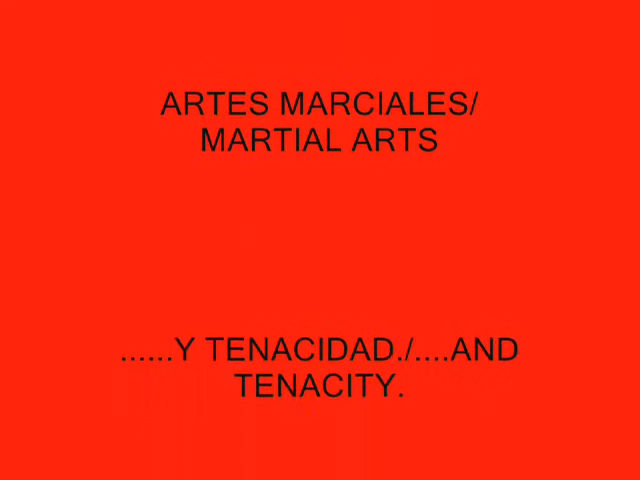 ARTES MARCIALES/
MARTIAL ARTS
......Y TENACIDAD./....AND
TENACITY.